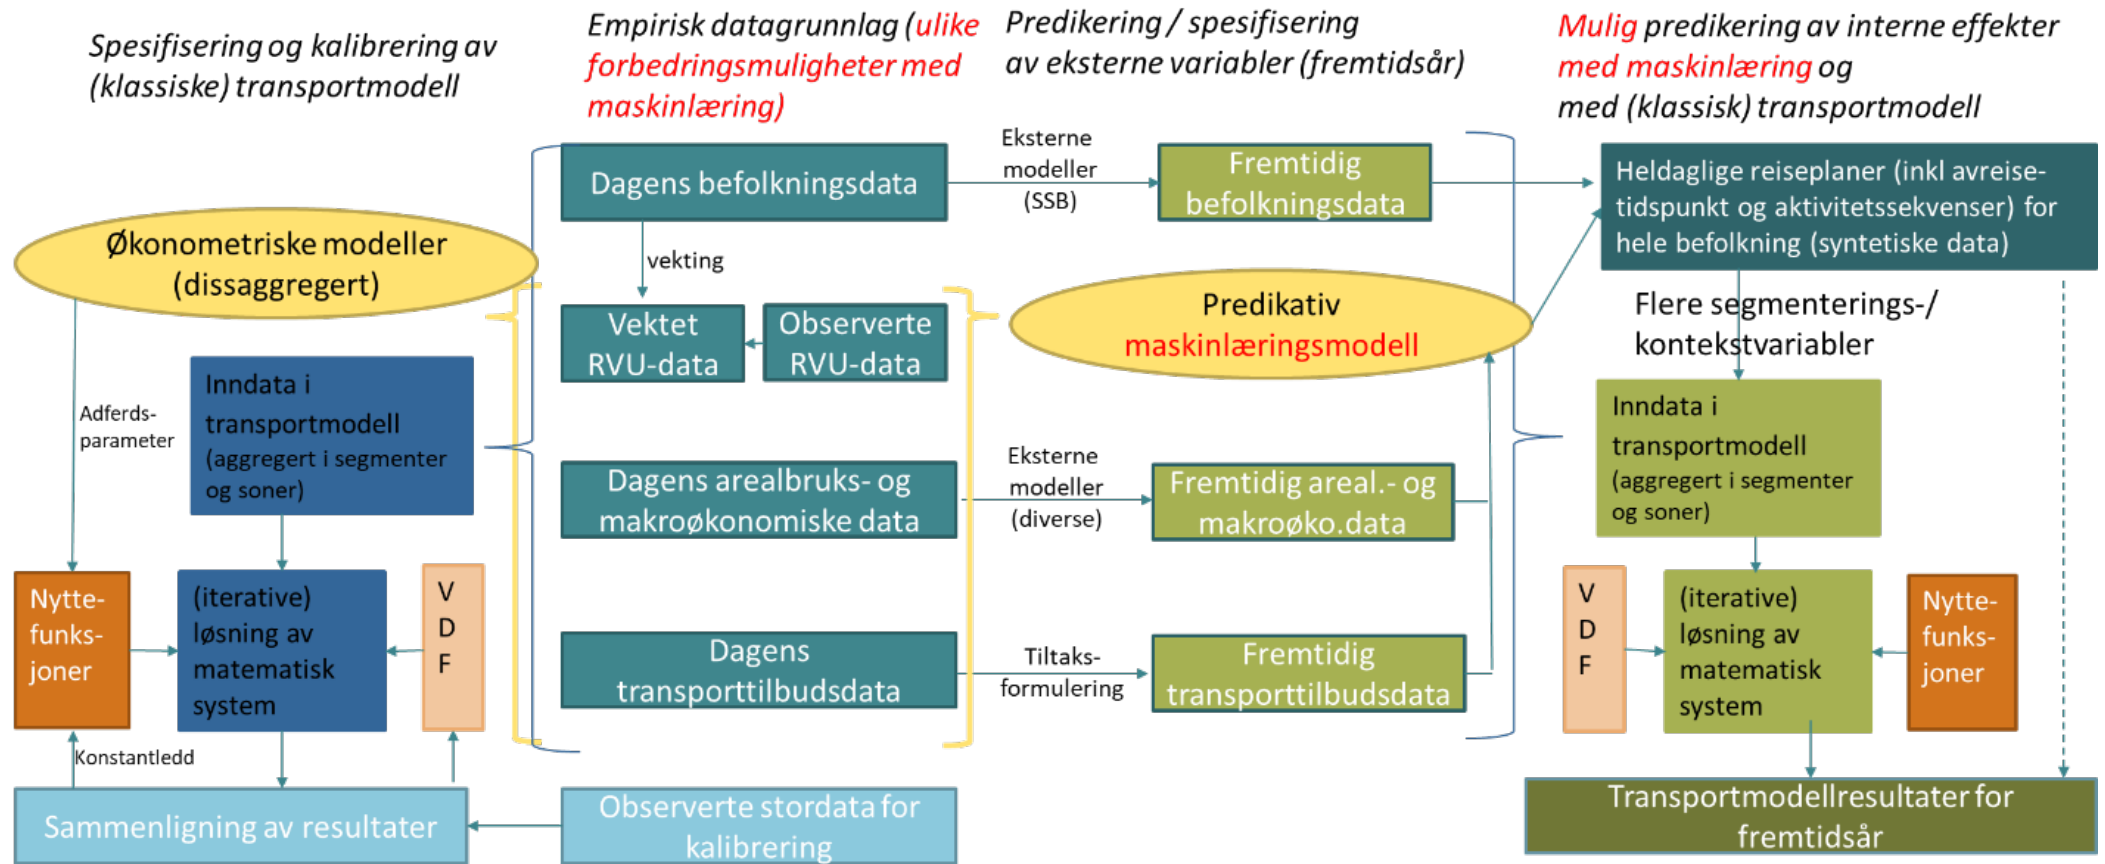 Spesifisering og kalibrering av
(klassiske) transportmodell
Empirisk datagrunnlag (ulike
forbedringsmuligheter med
maskinlæring)
Predikering / spesifisering
av eksterne variabler (fremtidsår)
Mulig predikering av interne effekter
med maskinlæring og
med (klassisk) transportmodell
Økonometriske modeller
(dissaggregert)
Adferds-
parameter
Inndata i
transportmodell
(aggregert i segmenter
og soner)
Nytte-
funks-
joner
(iterative)
løsning av
matematisk
system
V
D
F
Konstantledd
Sammenligning av resultater
Dagens befolkningsdata
vekting
Vektet
RVU-data
Observerte
RVU-data
Dagens arealbruks- og
makroøkonomiske data
Dagens
transporttilbudsdata
Observerte stordata for
kalibrering
Eksterne
modeller
(SSB)
Fremtidig
befolkningsdata
Predikativ
maskinlæringsmodell
Eksterne
modeller
(diverse)
Fremtidig areal.- og
makroøko.data
Tiltaks-
formulering
Fremtidig
transporttilbudsdata
Heldaglige reiseplaner (inkl avreise-
tidspunkt og aktivitetssekvenser) for
hele befolkning (syntetiske data)
Flere segmenterings-/
kontekstvariabler
Inndata i
transportmodell
(aggregert i segmenter
og soner)
V
D
F
(iterative)
løsning av
matematisk
system
Nytte-
funks-
joner
Transportmodellresultater for
fremtidsår